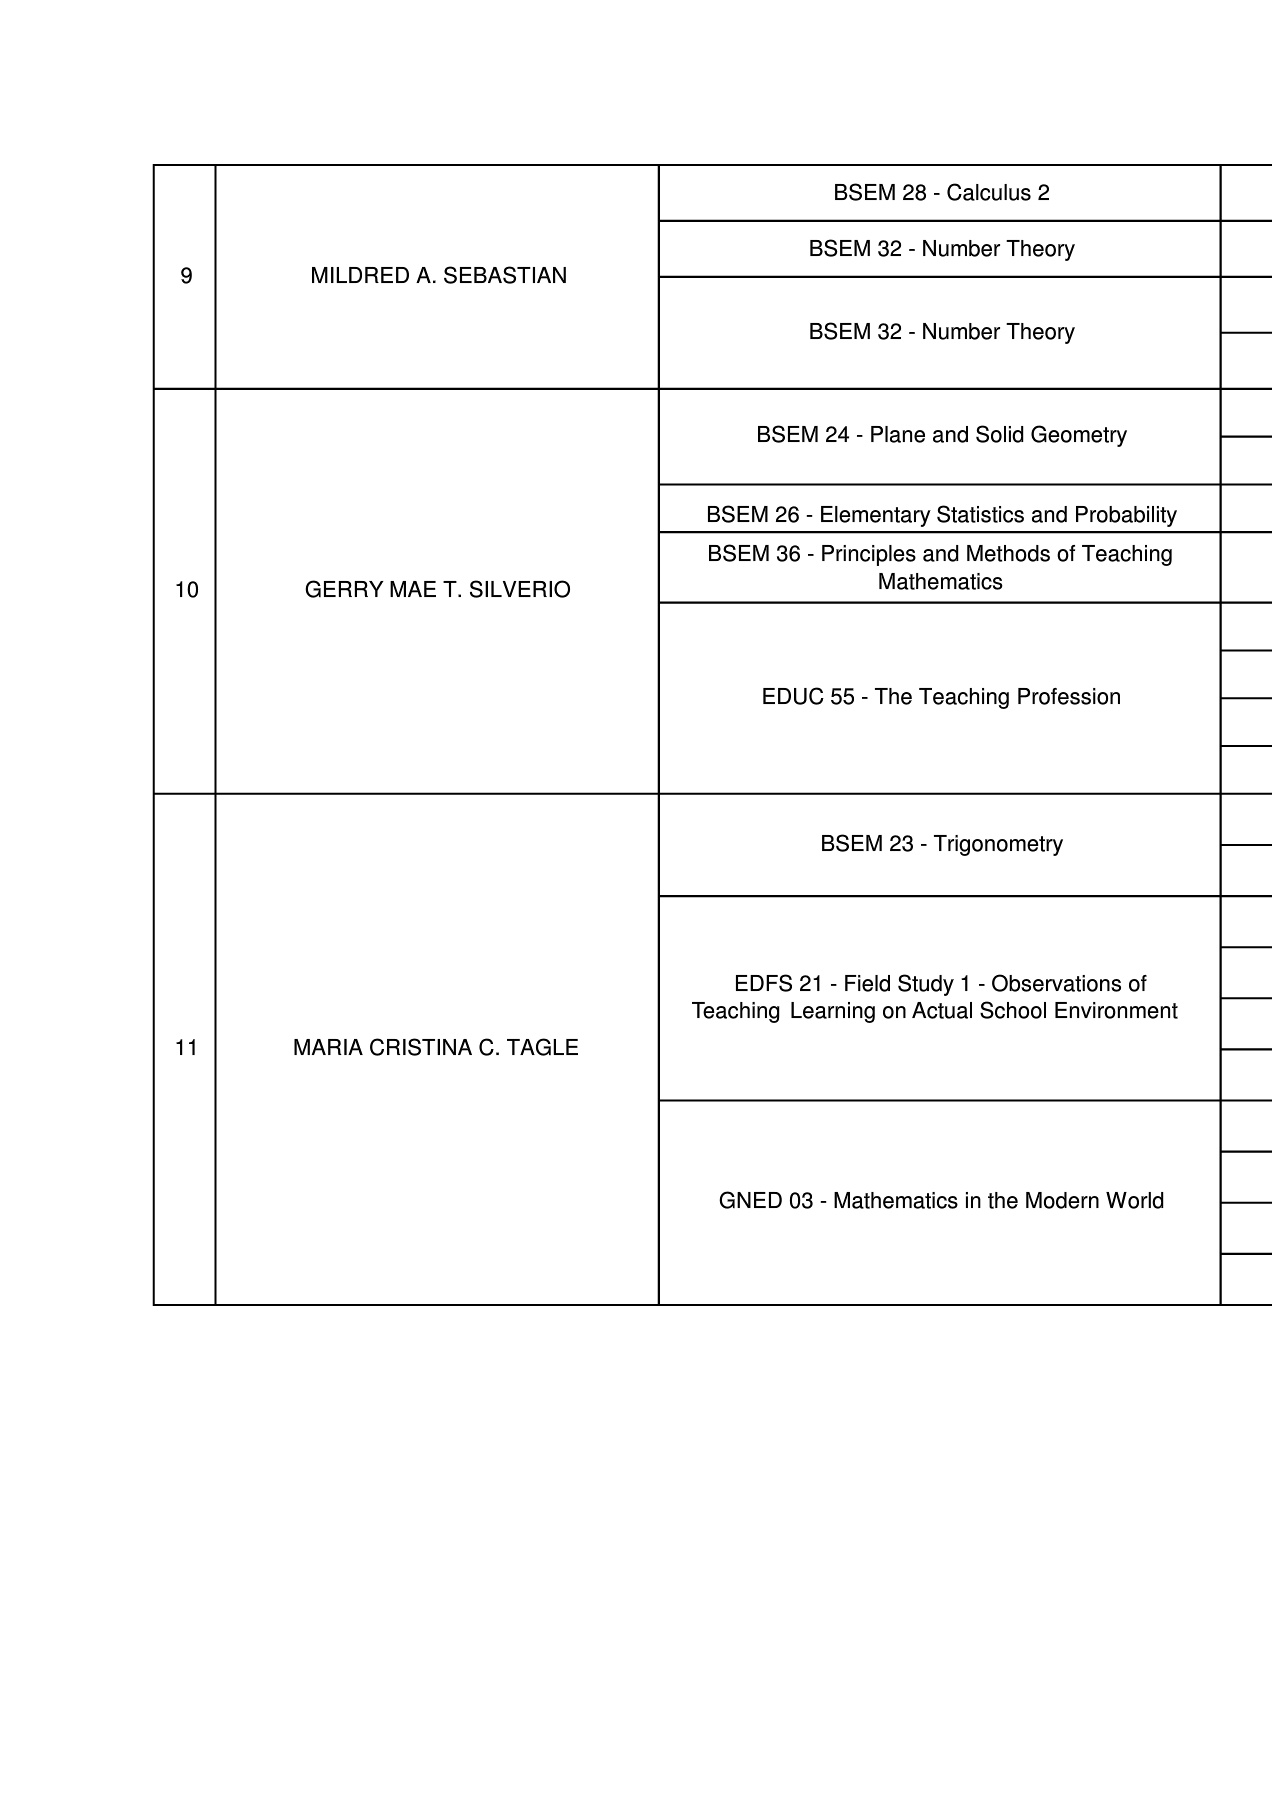 BSEM 28 - Calculus 2
BSEM 32 - Number Theory
9
MILDRED A. SEBASTIAN
BSEM 32 - Number Theory
BSEM 24 - Plane and Solid Geometry
BSEM 26 - Elementary Statistics and Probability
BSEM 36 - Principles and Methods of Teaching
Mathematics
10
GERRY MAE T. SILVERIO
EDUC 55 - The Teaching Profession
BSEM 23 - Trigonometry
EDFS 21 - Field Study 1 - Observations of
Teaching Learning on Actual School Environment
11
MARIA CRISTINA C. TAGLE
GNED 03 - Mathematics in the Modern World